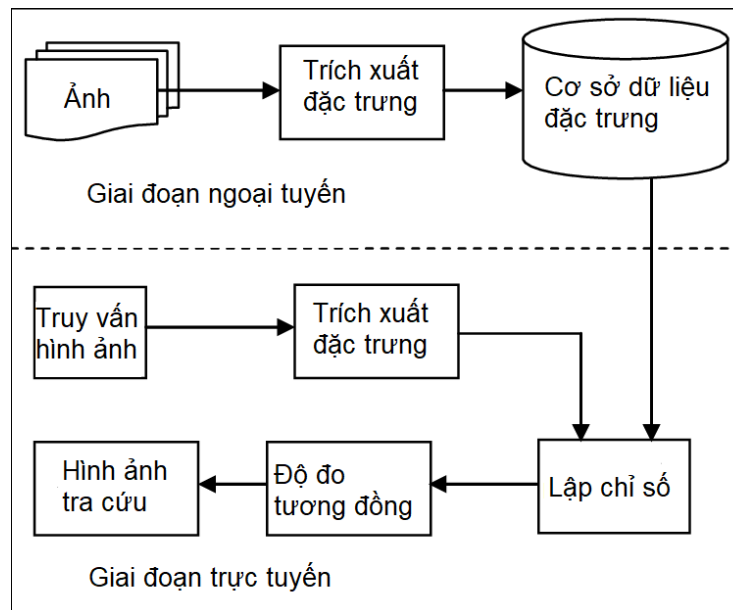 Ảnh
Trích xuất
đặc trưng
Cơ sở dữ liệu
đặc trưng
Giai đoạn ngoại tuyến
Truy vấn
hình ảnh
Trích xuất
đặc trưng
Hình ảnh
tra cứu
Độ đo
tương đồng
Lập chỉ số
Giai đoạn trực tuyến